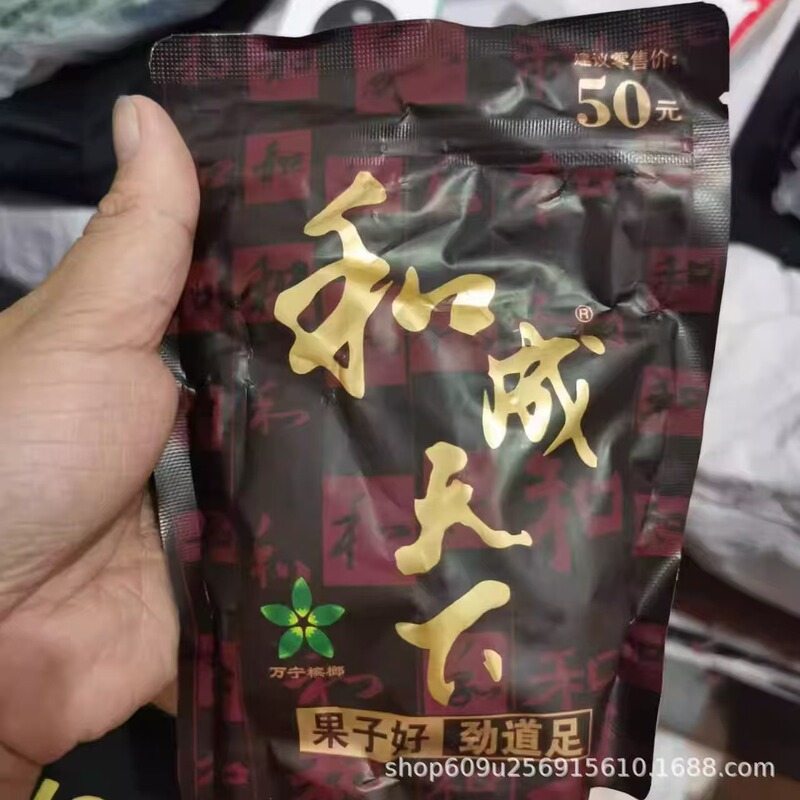 建议零售价:
50元
和成天下®
万宁槟榔
果子好 劲道足
shop609u256915610.1688.com